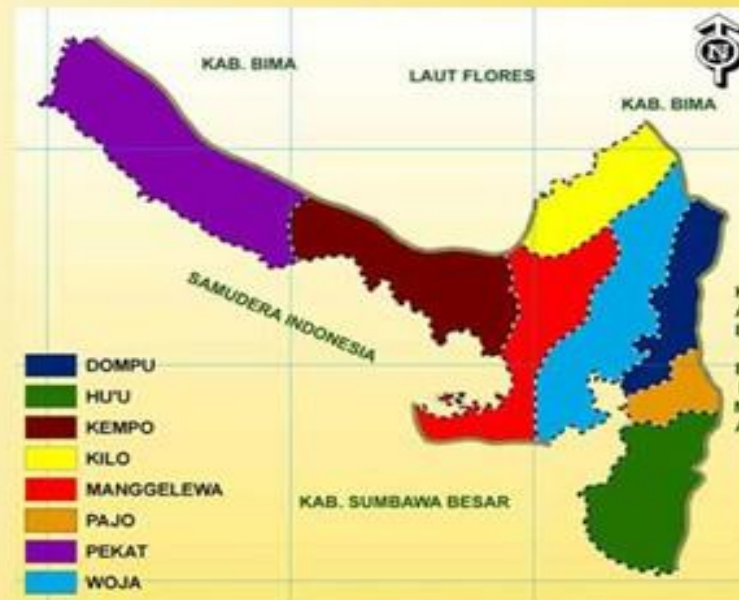 KAB. BIMA
LAUT FLORES
N
KAB. BIMA
SAMUDERA INDONESIA
DOMPU
HU'U
KEMPO
KILO
MANGGELEWA
PAJO
PEKAT
WOJA
KAB. SUMBAWA BESAR